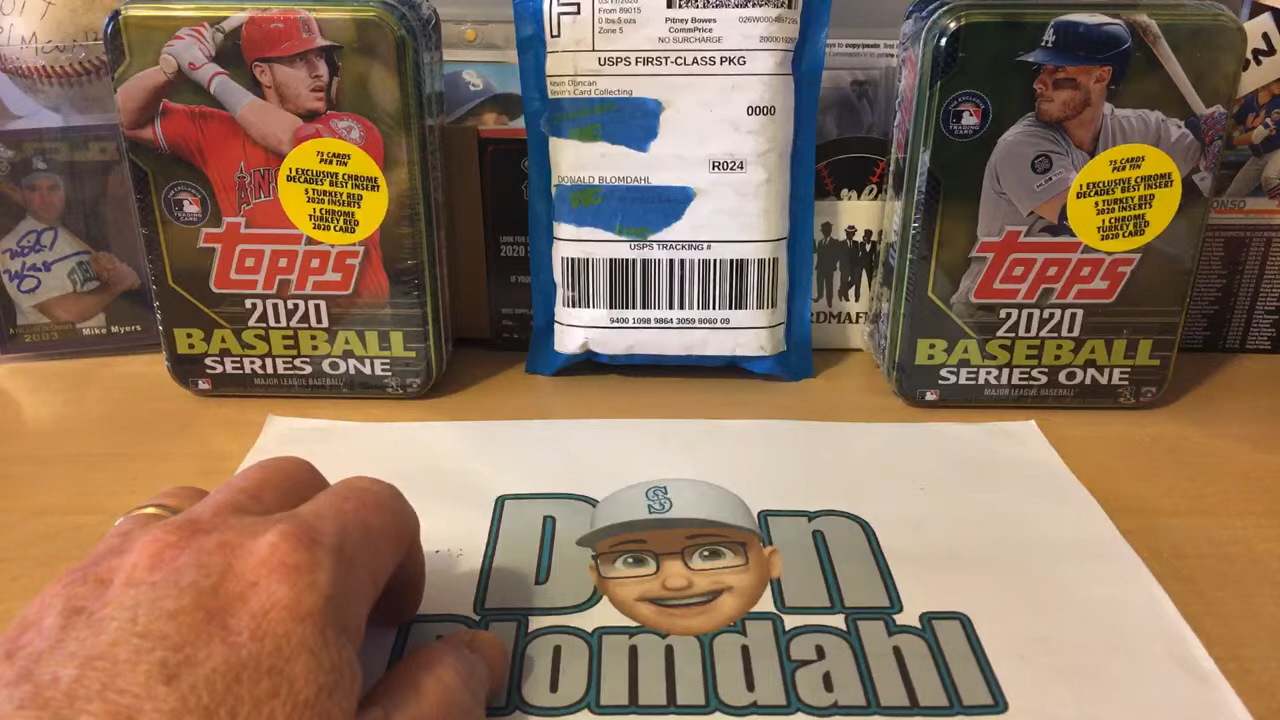 75 CARDS
PER TIN
1 EXCLUSIVE CHROME
DECADES' BEST INSERT
5 TURKEY RED
2020 INSERTS
1 CHROME
TURKEY RED
2020 CARD
TOPPS
2020
BASEBALL
SERIES ONE
MAJOR LEAGUE BASEBALL
Mike Myers
2003
F
From 89015
0 lbs 5 ozs
Zone 5
Pitney Bowes
CommPrice
NO SURCHARGE
USPS FIRST-CLASS PKG
Kevin Duncan
Kevin's Card Collecting
0000
R024
DONALD BLOMDAHL
USPS TRACKING #
9400 1098 9864 3059 8060 09
75 CARDS
PER TIN
1 EXCLUSIVE CHROME
DECADES' BEST INSERT
5 TURKEY RED
2020 INSERTS
1 CHROME
TURKEY RED
2020 CARD
TOPPS
2020
BASEBALL
SERIES ONE
MAJOR LEAGUE BASEBALL
ONSO
RDMAF
S
Don
Blomdahl